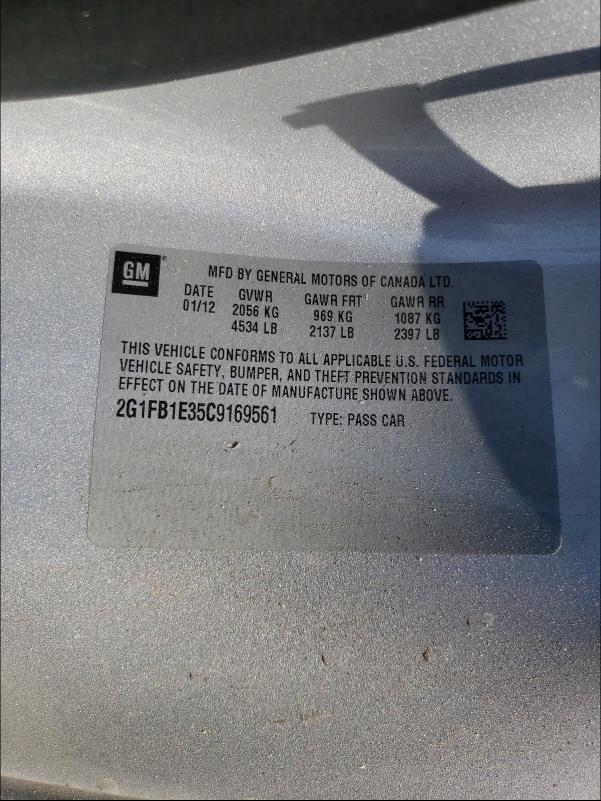 GM ®
MFD BY GENERAL MOTORS OF CANADA LTD.
DATE GVWR GAWR FRT GAWR RR
01/12 2056 KG 969 KG 1087 KG
4534 LB 2137 LB 2397 LB
THIS VEHICLE CONFORMS TO ALL APPLICABLE U.S. FEDERAL MOTOR
VEHICLE SAFETY, BUMPER, AND THEFT PREVENTION STANDARDS IN
EFFECT ON THE DATE OF MANUFACTURE SHOWN ABOVE.
2G1FB1E35C9169561 TYPE: PASS CAR